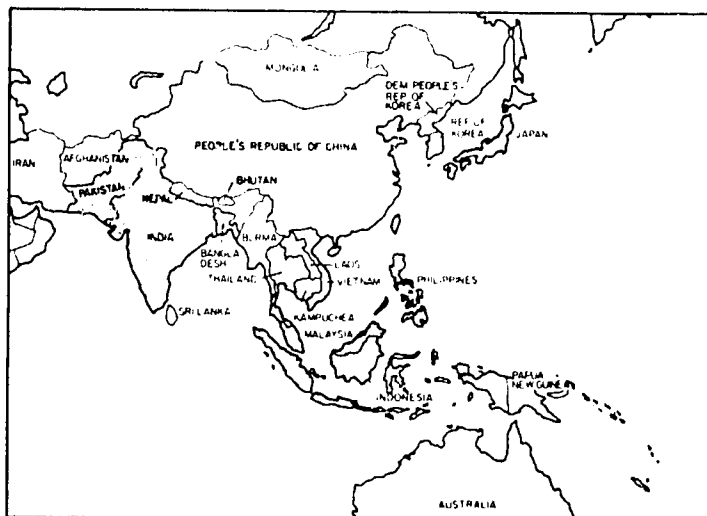 MONGOLIA
DEM PEOPLE'S
REP OF
KOREA
REP OF
KOREA
JAPAN
PEOPLE'S REPUBLIC OF CHINA
IRAN
AFGHANISTAN
PAKISTAN
NEPAL
BHUTAN
INDIA
BURMA
BANGLA
DESH
LAOS
THAILAND
VIETNAM
PHILIPPINES
SRI LANKA
KAMPUCHEA
MALAYSIA
PAPUA
NEW GUINEA
INDONESIA
AUSTRALIA